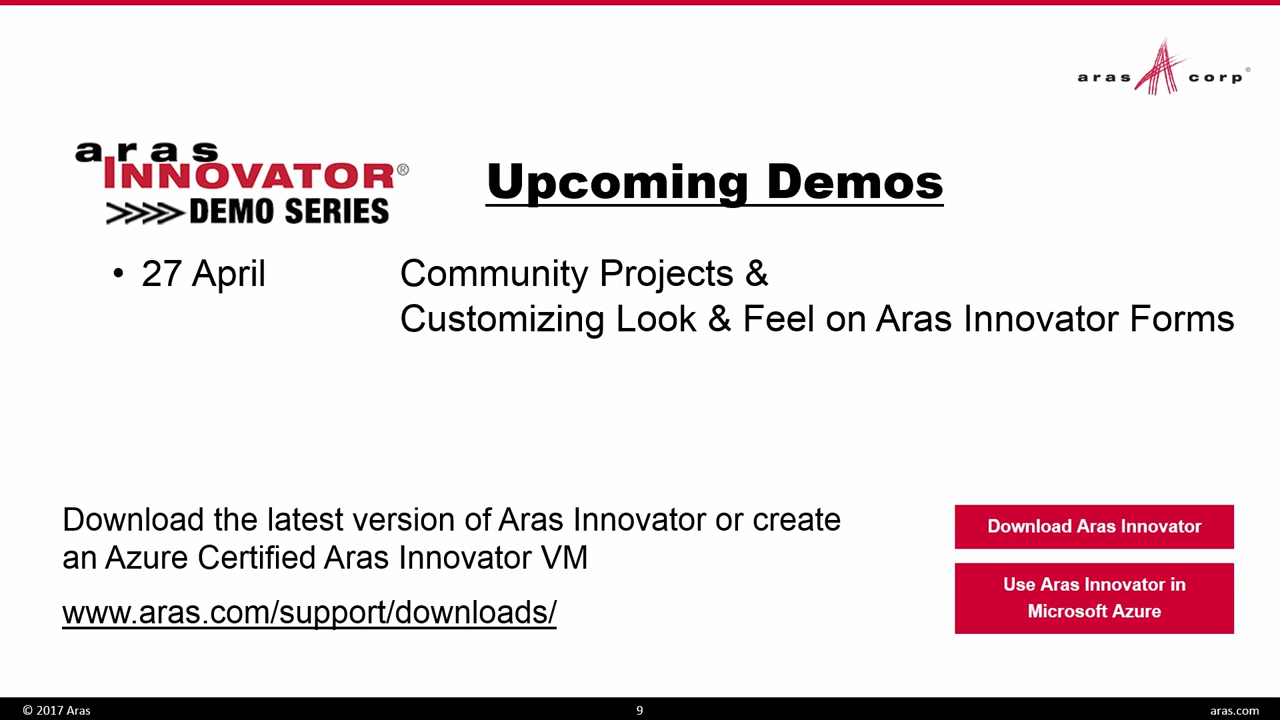 aras corp®
aras
INNOVATOR®
DEMO SERIES
Upcoming Demos
• 27 April Community Projects &
Customizing Look & Feel on Aras Innovator Forms
Download the latest version of Aras Innovator or create
an Azure Certified Aras Innovator VM
www.aras.com/support/downloads/
Download Aras Innovator
Use Aras Innovator in
Microsoft Azure
© 2017 Aras 9 aras.com